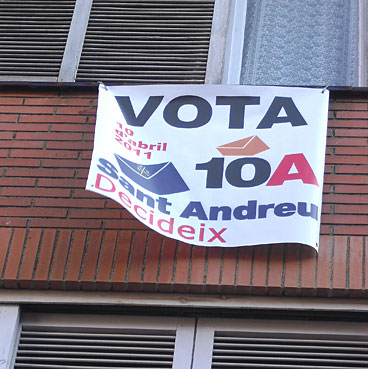 VOTA
10
d'abril
2011
10A
Sant Andreu
Decideix